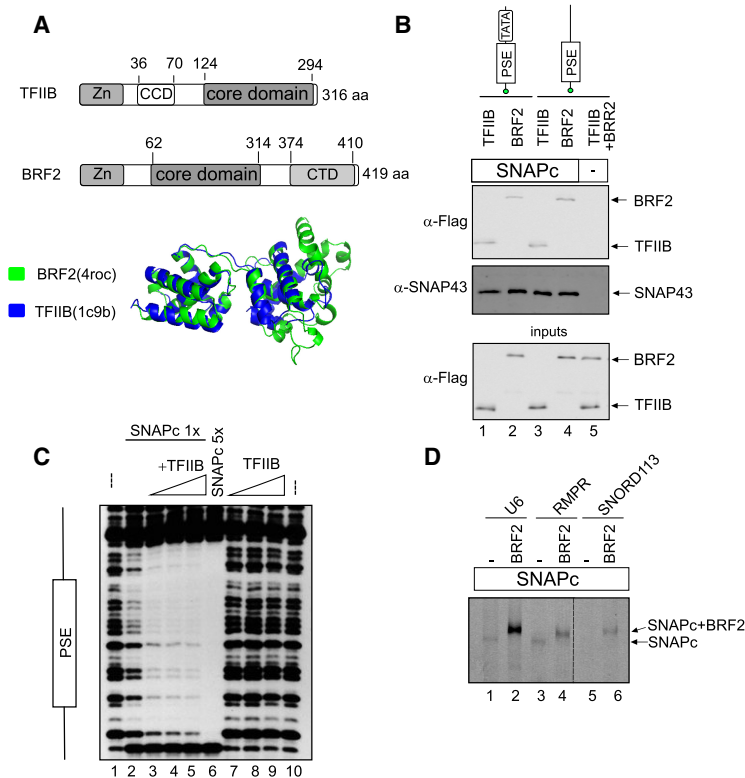 A
36 70 124 294
TFIIB Zn CCD core domain 316 aa
62 314 374 410
BRF2 Zn core domain CTD 419 aa
BRF2(4roc)
TFIIB(1c9b)
B
TATA
PSE
PSE
TFIIB
BRF2
TFIIB
BRF2
TFIIB
+BRR2
SNAPc -
α-Flag
BRF2
TFIIB
α-SNAP43 SNAP43
inputs
α-Flag
BRF2
TFIIB
1 2 3 4 5
C
SNAPc 1x
+TFIIB
SNAPc 5x
TFIIB
PSE
1 2 3 4 5 6 7 8 9 10
D
U6
RMPR
SNORD113
- BRF2 - BRF2 - BRF2
SNAPc
SNAPc+BRF2
SNAPc
1 2 3 4 5 6